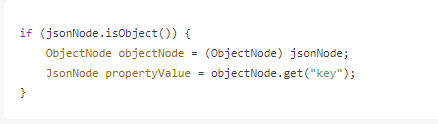 if (jsonNode.isObject()) {
    ObjectNode objectNode = (ObjectNode) jsonNode;
    JsonNode propertyValue = objectNode.get("key");
}